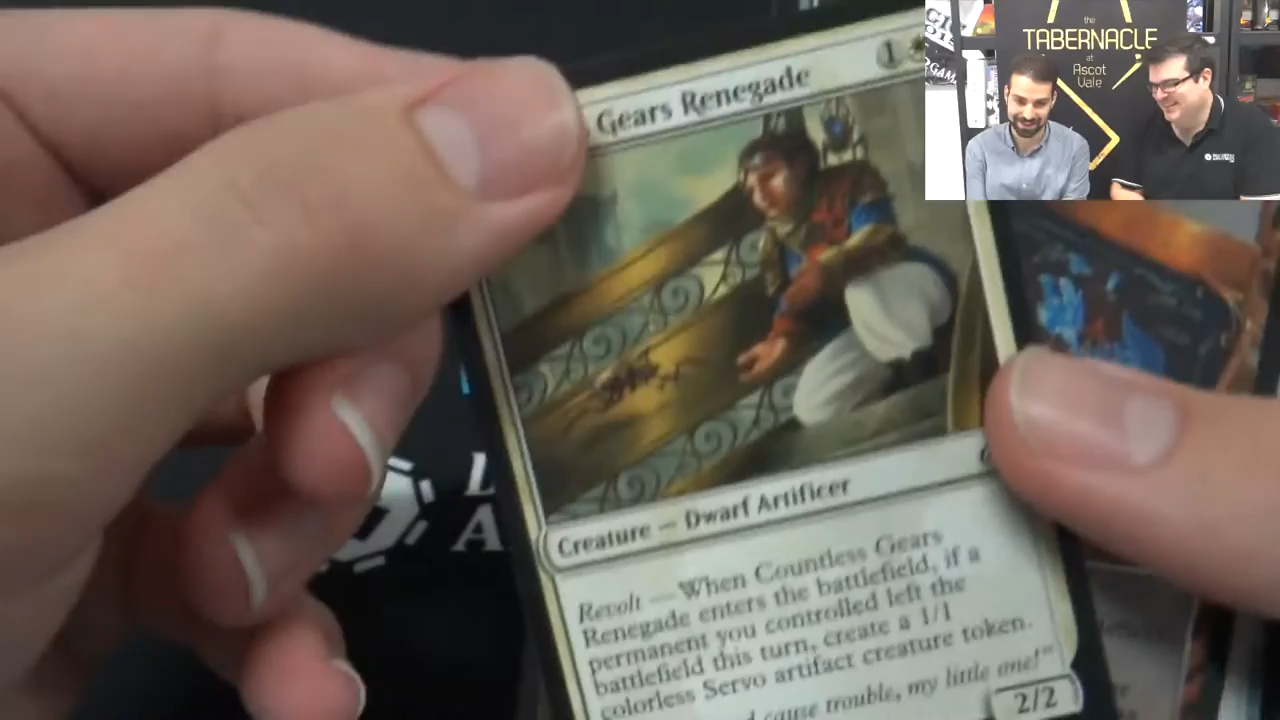 Gears Renegade
1
the
TABERNACLE
at
Ascot
Vale
Creature — Dwarf Artificer
Revolt — When Countless Gears
Renegade enters the battlefield, if a
permanent you controlled left the
battlefield this turn, create a 1/1
colorless Servo artifact creature token.
cause trouble, my little one!"
2/2
L
A